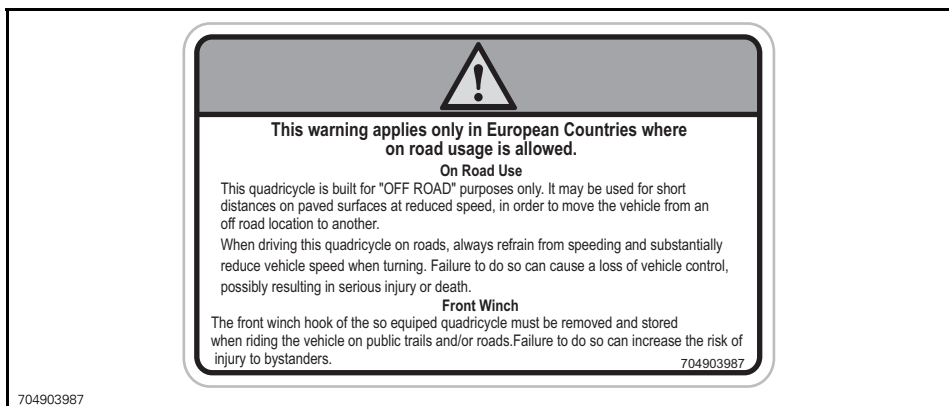 This warning applies only in European Countries where
on road usage is allowed.
On Road Use
This quadricycle is built for "OFF ROAD" purposes only. It may be used for short
distances on paved surfaces at reduced speed, in order to move the vehicle from an
off road location to another.
When driving this quadricycle on roads, always refrain from speeding and substantially
reduce vehicle speed when turning. Failure to do so can cause a loss of vehicle control,
possibly resulting in serious injury or death.
Front Winch
The front winch hook of the so equiped quadricycle must be removed and stored
when riding the vehicle on public trails and/or roads.Failure to do so can increase the risk of
injury to bystanders.
704903987
704903987